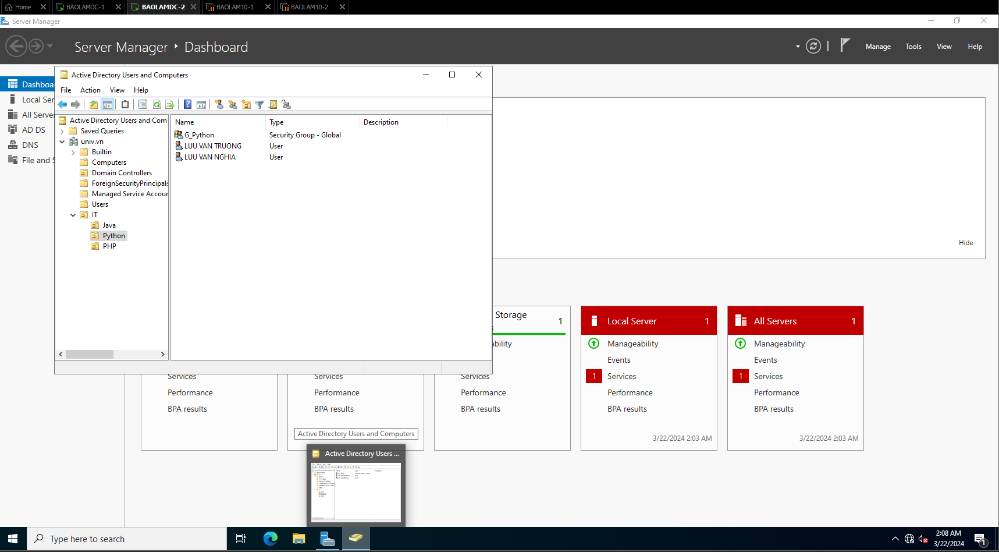 Home
BAOLAMDC-1
BAOLAMDC-2
BAOLAM10-1
BAOLAM10-2
Server Manager
Server Manager
Dashboard
Manage
Tools
View
Help
Dashboa
Local Ser
All Server
AD DS
DNS
File and S
Active Directory Users and Computers
File
Action
View
Help
Active Directory Users and Com
Saved Queries
univ.vn
Builtin
Computers
Domain Controllers
ForeignSecurityPrincipals
Managed Service Accour
Users
IT
Java
Python
PHP
Name Type Description
G_Python Security Group - Global
LUU VAN TRUONG User
LUU VAN NGHIA User
Hide
Services
Performance
BPA results
Services
Performance
BPA results
Storage
1
ability
Services
Performance
BPA results
Local Server 1
Manageability
Events
1 Services
Performance
BPA results
3/22/2024 2:03 AM
All Servers 1
Manageability
Events
1 Services
Performance
BPA results
3/22/2024 2:03 AM
Active Directory Users and Computers
Active Directory Users ...
Type here to search
2:08 AM
3/22/2024
1